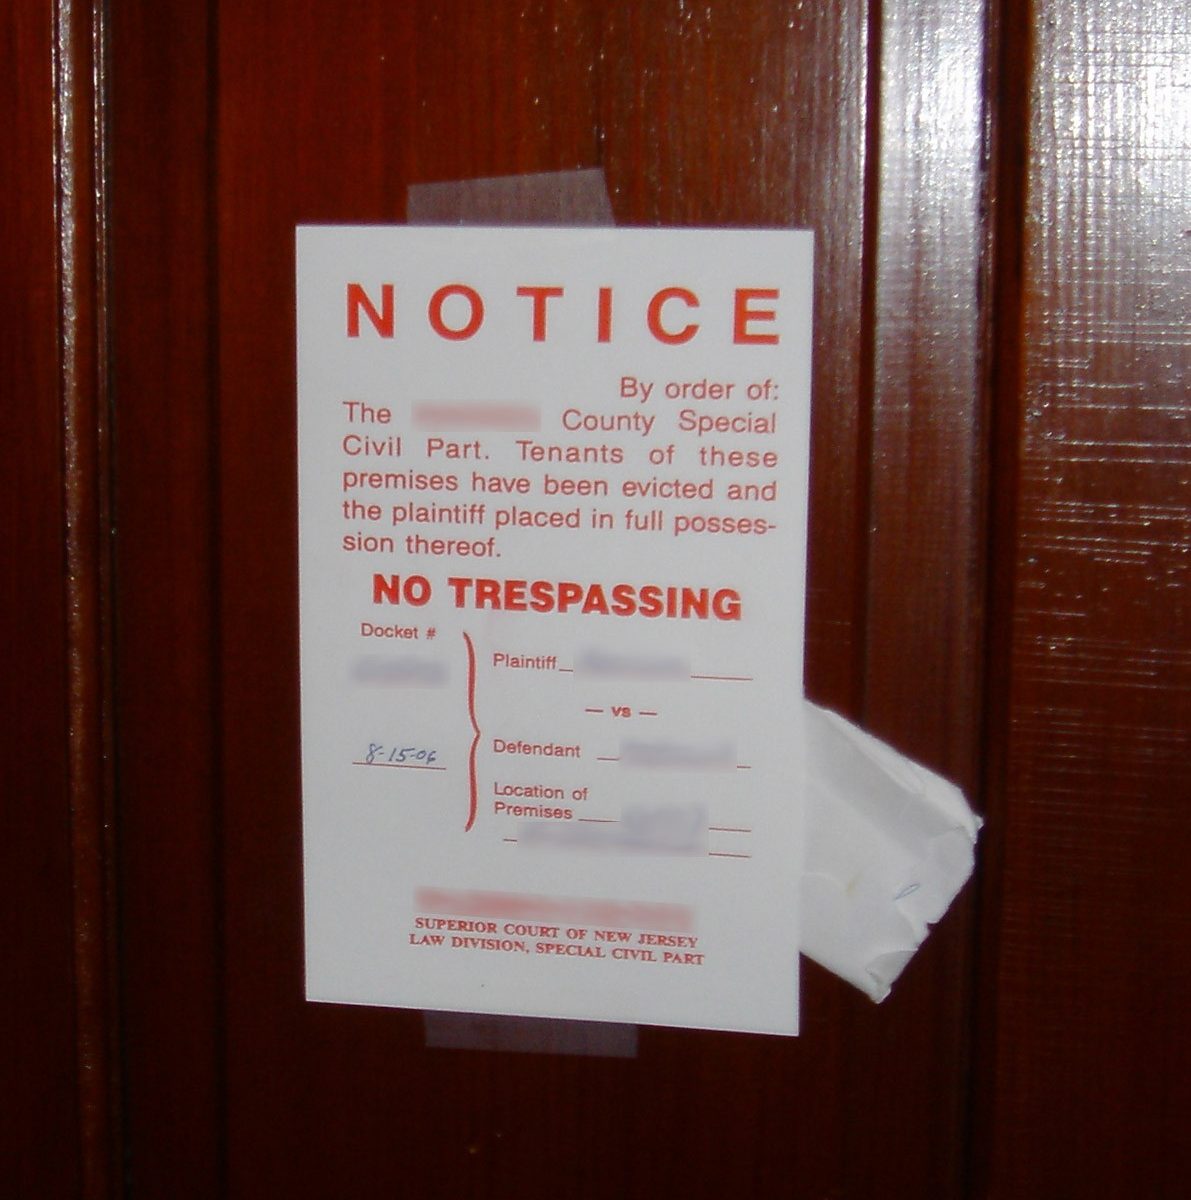 NOTICE
By order of:
The County Special
Civil Part. Tenants of these
premises have been evicted and
the plaintiff placed in full posses-
sion thereof.
NO TRESPASSING
Docket #
Plaintiff
— vs —
8-15-06
Defendant
Location of
Premises
SUPERIOR COURT OF NEW JERSEY
LAW DIVISION, SPECIAL CIVIL PART